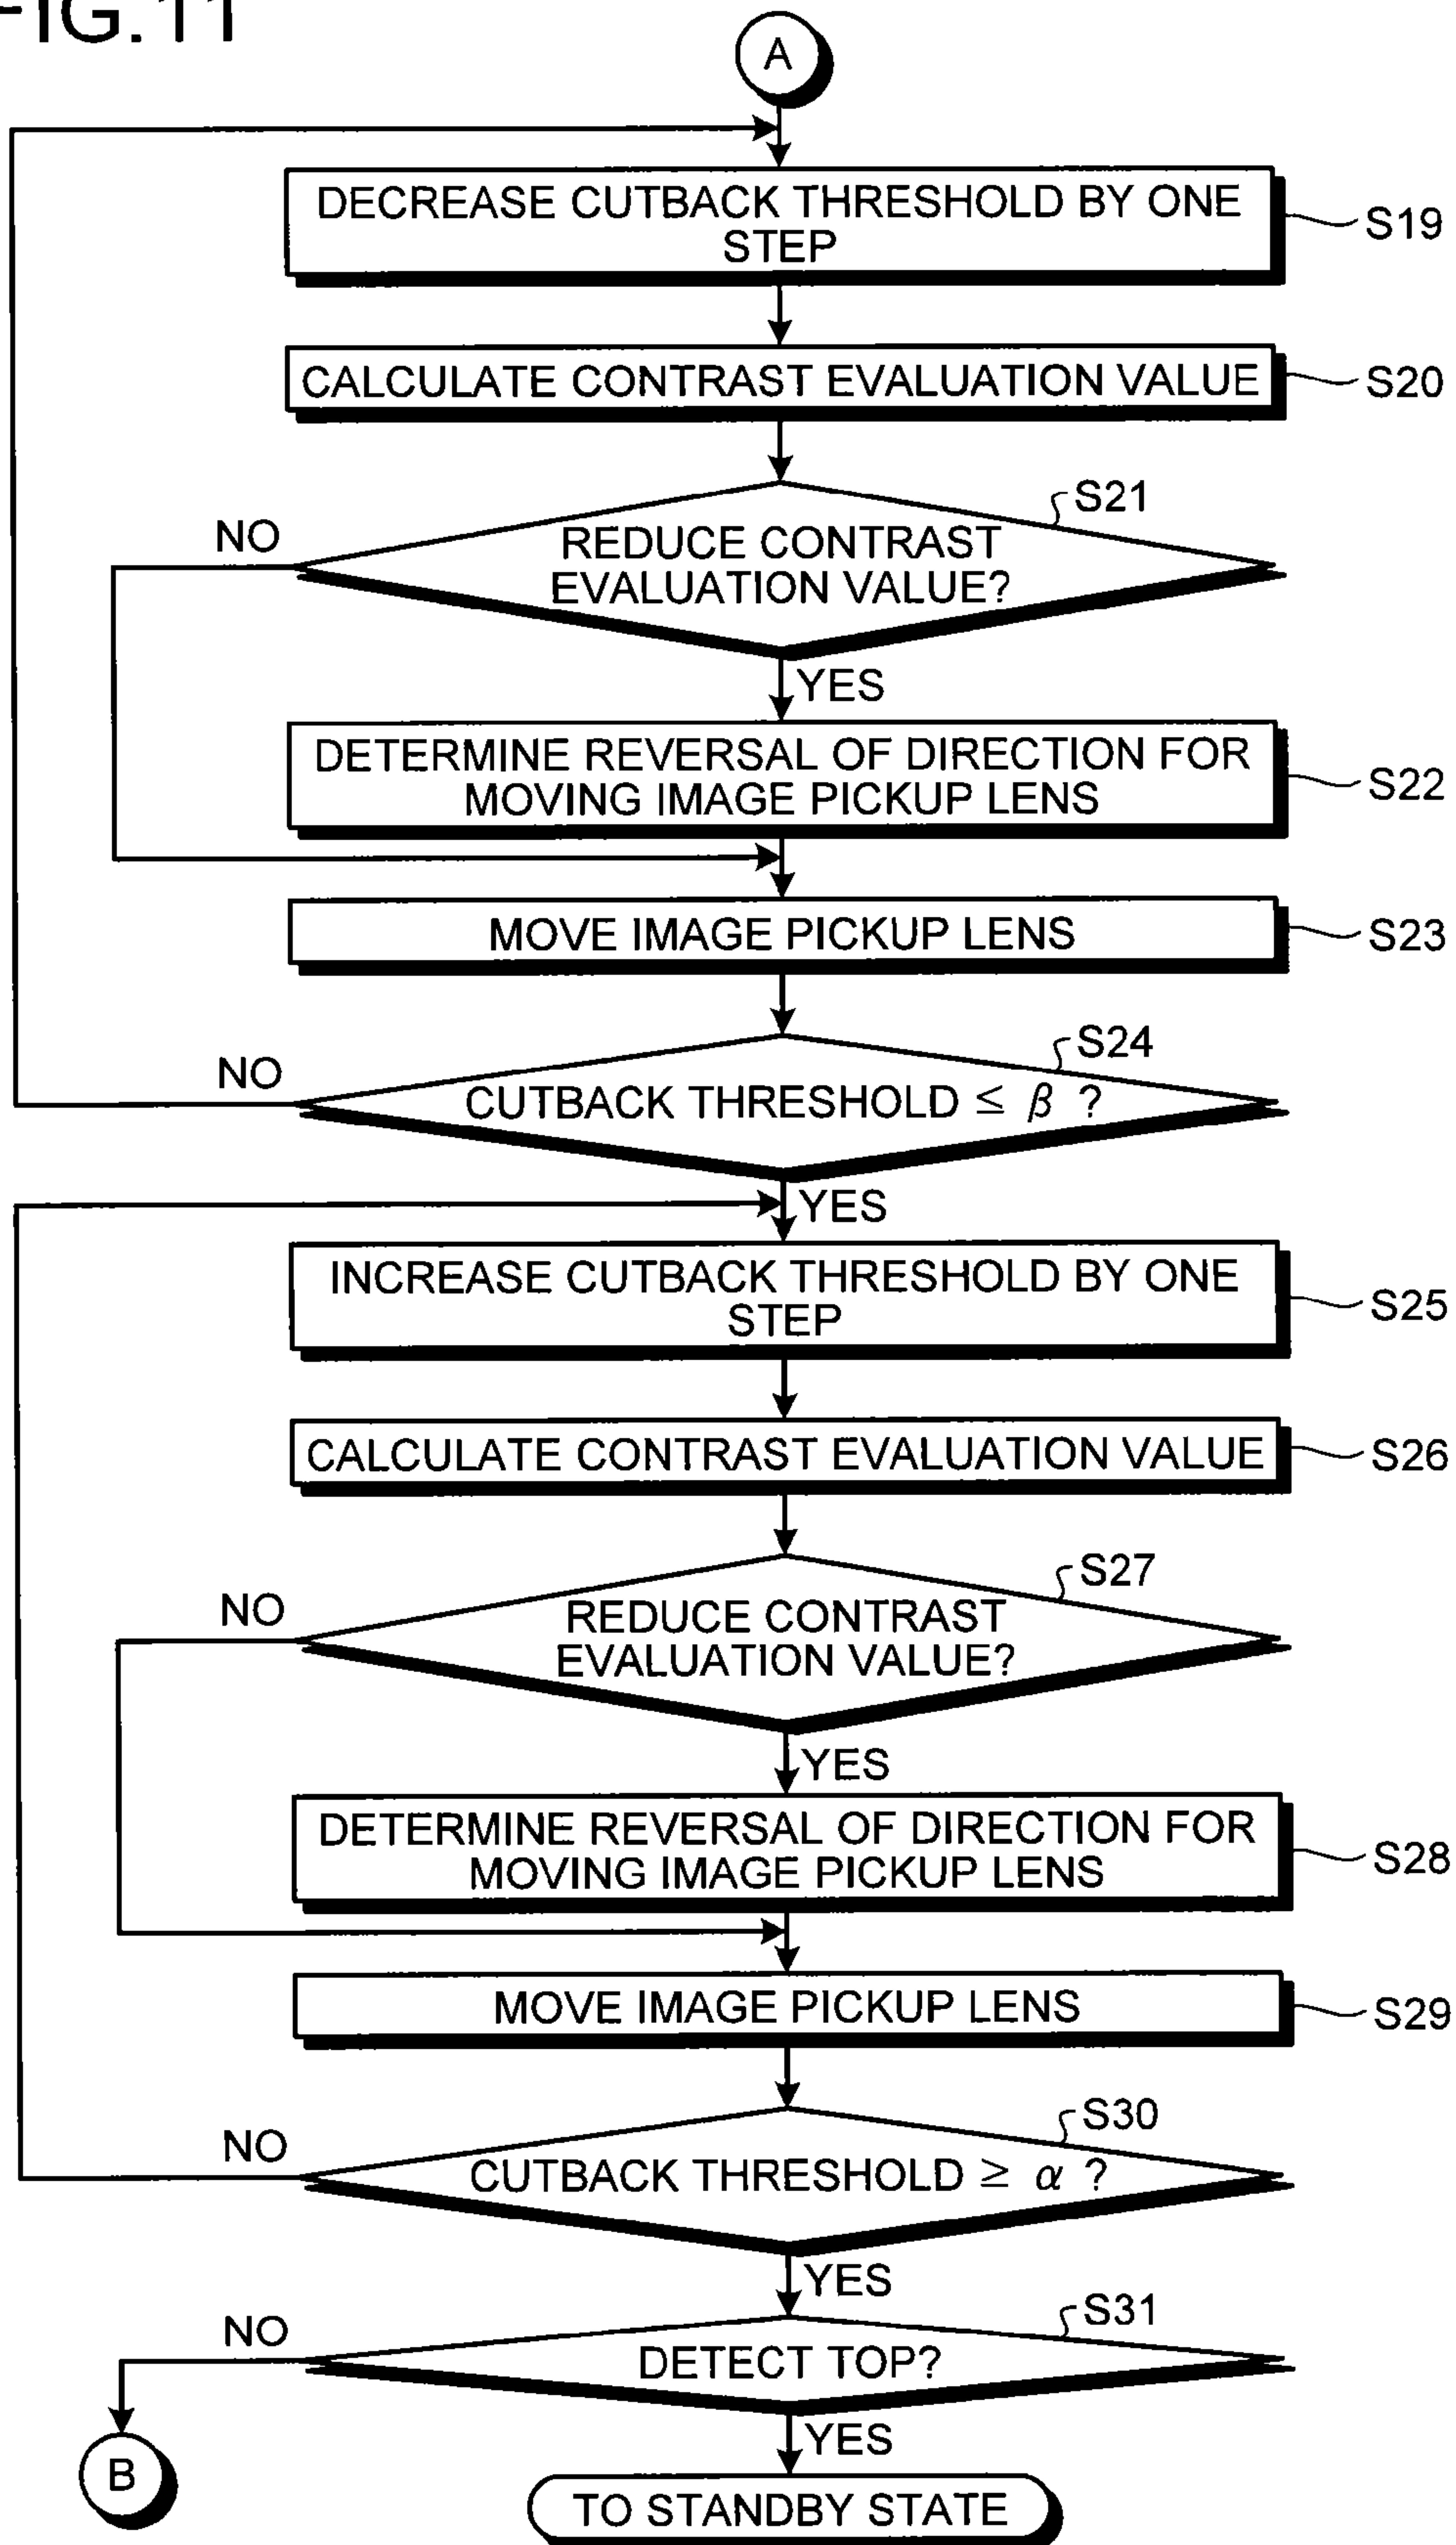 FIG.11
A
DECREASE CUTBACK THRESHOLD BY ONE
STEP
S19
CALCULATE CONTRAST EVALUATION VALUE
S20
S21
NO
REDUCE CONTRAST
EVALUATION VALUE?
YES
DETERMINE REVERSAL OF DIRECTION FOR
MOVING IMAGE PICKUP LENS
S22
MOVE IMAGE PICKUP LENS
S23
S24
NO
CUTBACK THRESHOLD ≤ β ?
YES
INCREASE CUTBACK THRESHOLD BY ONE
STEP
S25
CALCULATE CONTRAST EVALUATION VALUE
S26
S27
NO
REDUCE CONTRAST
EVALUATION VALUE?
YES
DETERMINE REVERSAL OF DIRECTION FOR
MOVING IMAGE PICKUP LENS
S28
MOVE IMAGE PICKUP LENS
S29
S30
NO
CUTBACK THRESHOLD ≥ α ?
YES
S31
NO
DETECT TOP?
B
YES
TO STANDBY STATE